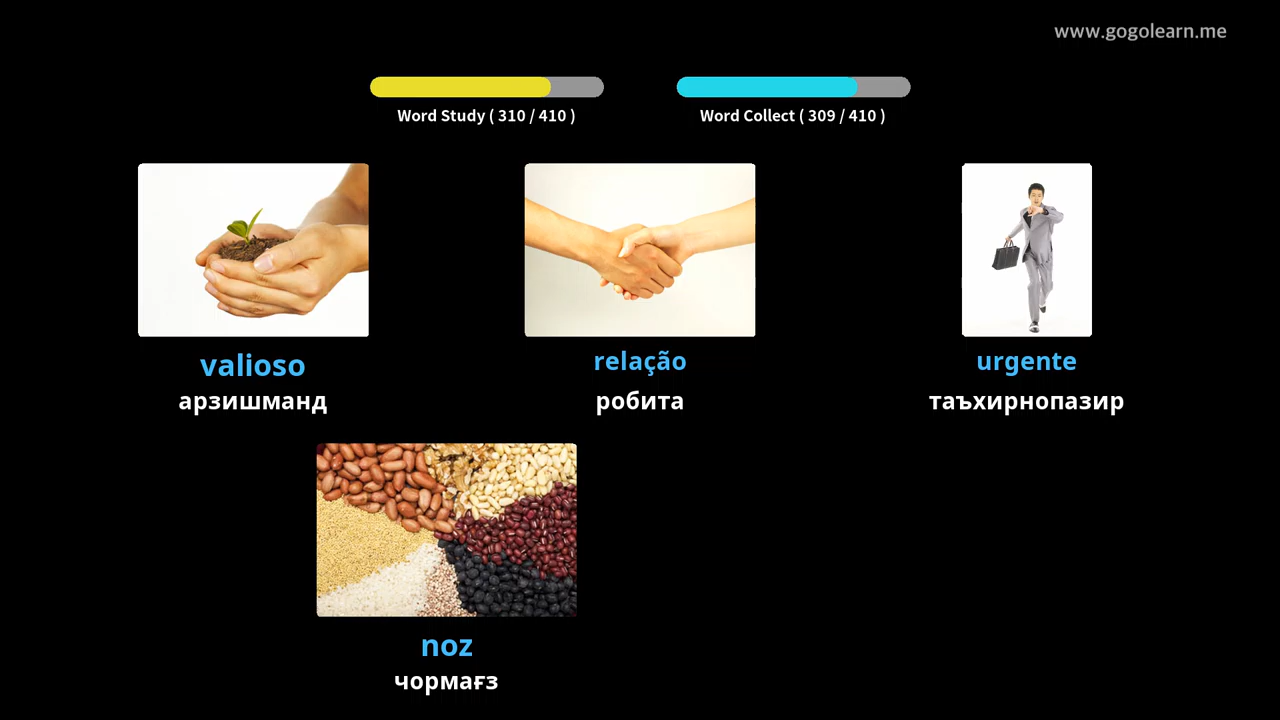 www.gogolearn.me
Word Study ( 310 / 410 )
Word Collect ( 309 / 410 )
valioso
арзишманд
relação
робита
urgente
таъхирнопазир
noz
чормағз